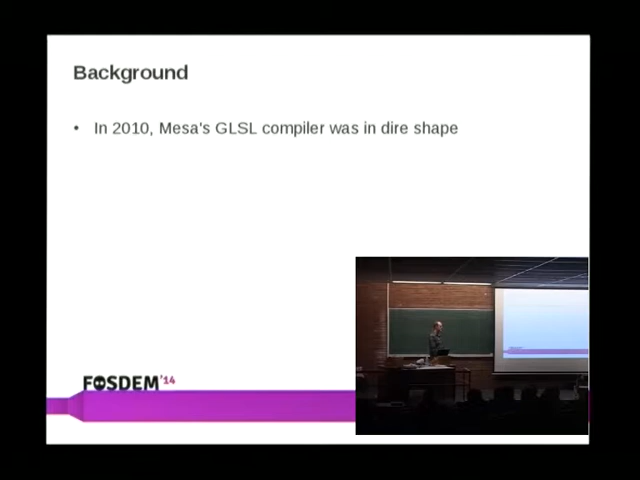 Background
• In 2010, Mesa's GLSL compiler was in dire shape
FOSDEM'14